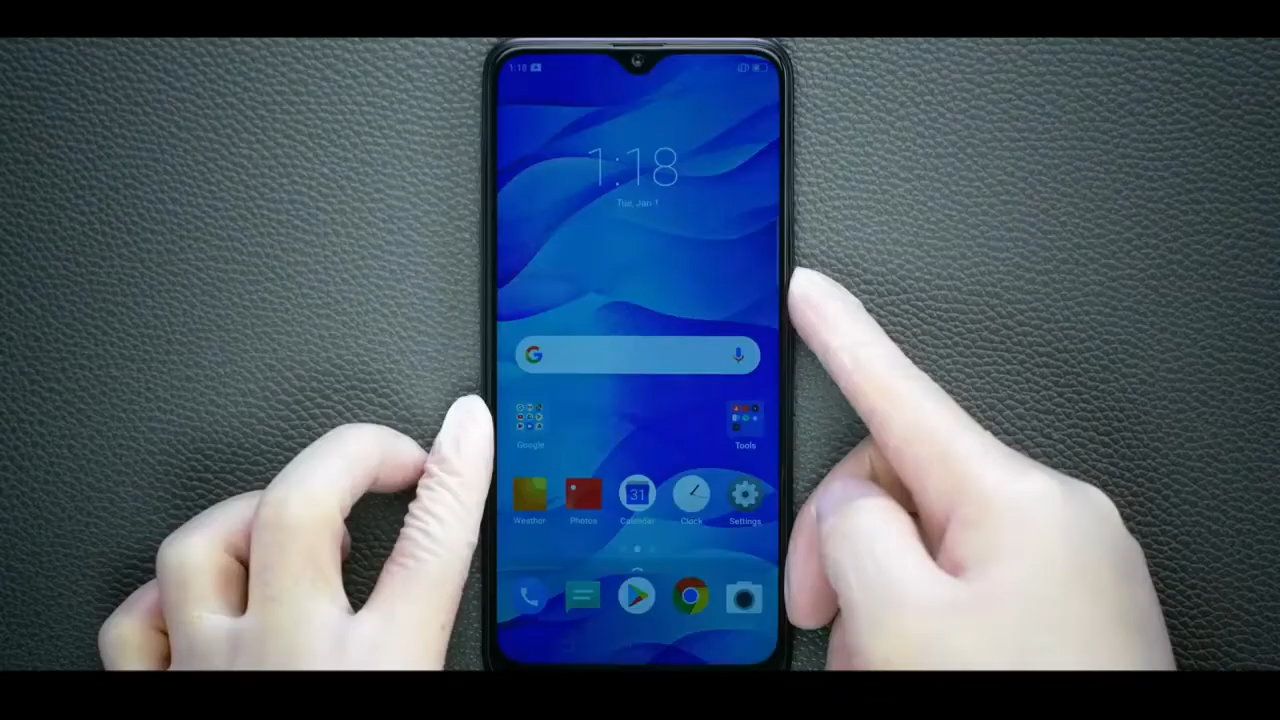 1:18
1:18
Tue, Jan 1
G
Google
Tools
31
Weather
Photos
Calendar
Clock
Settings